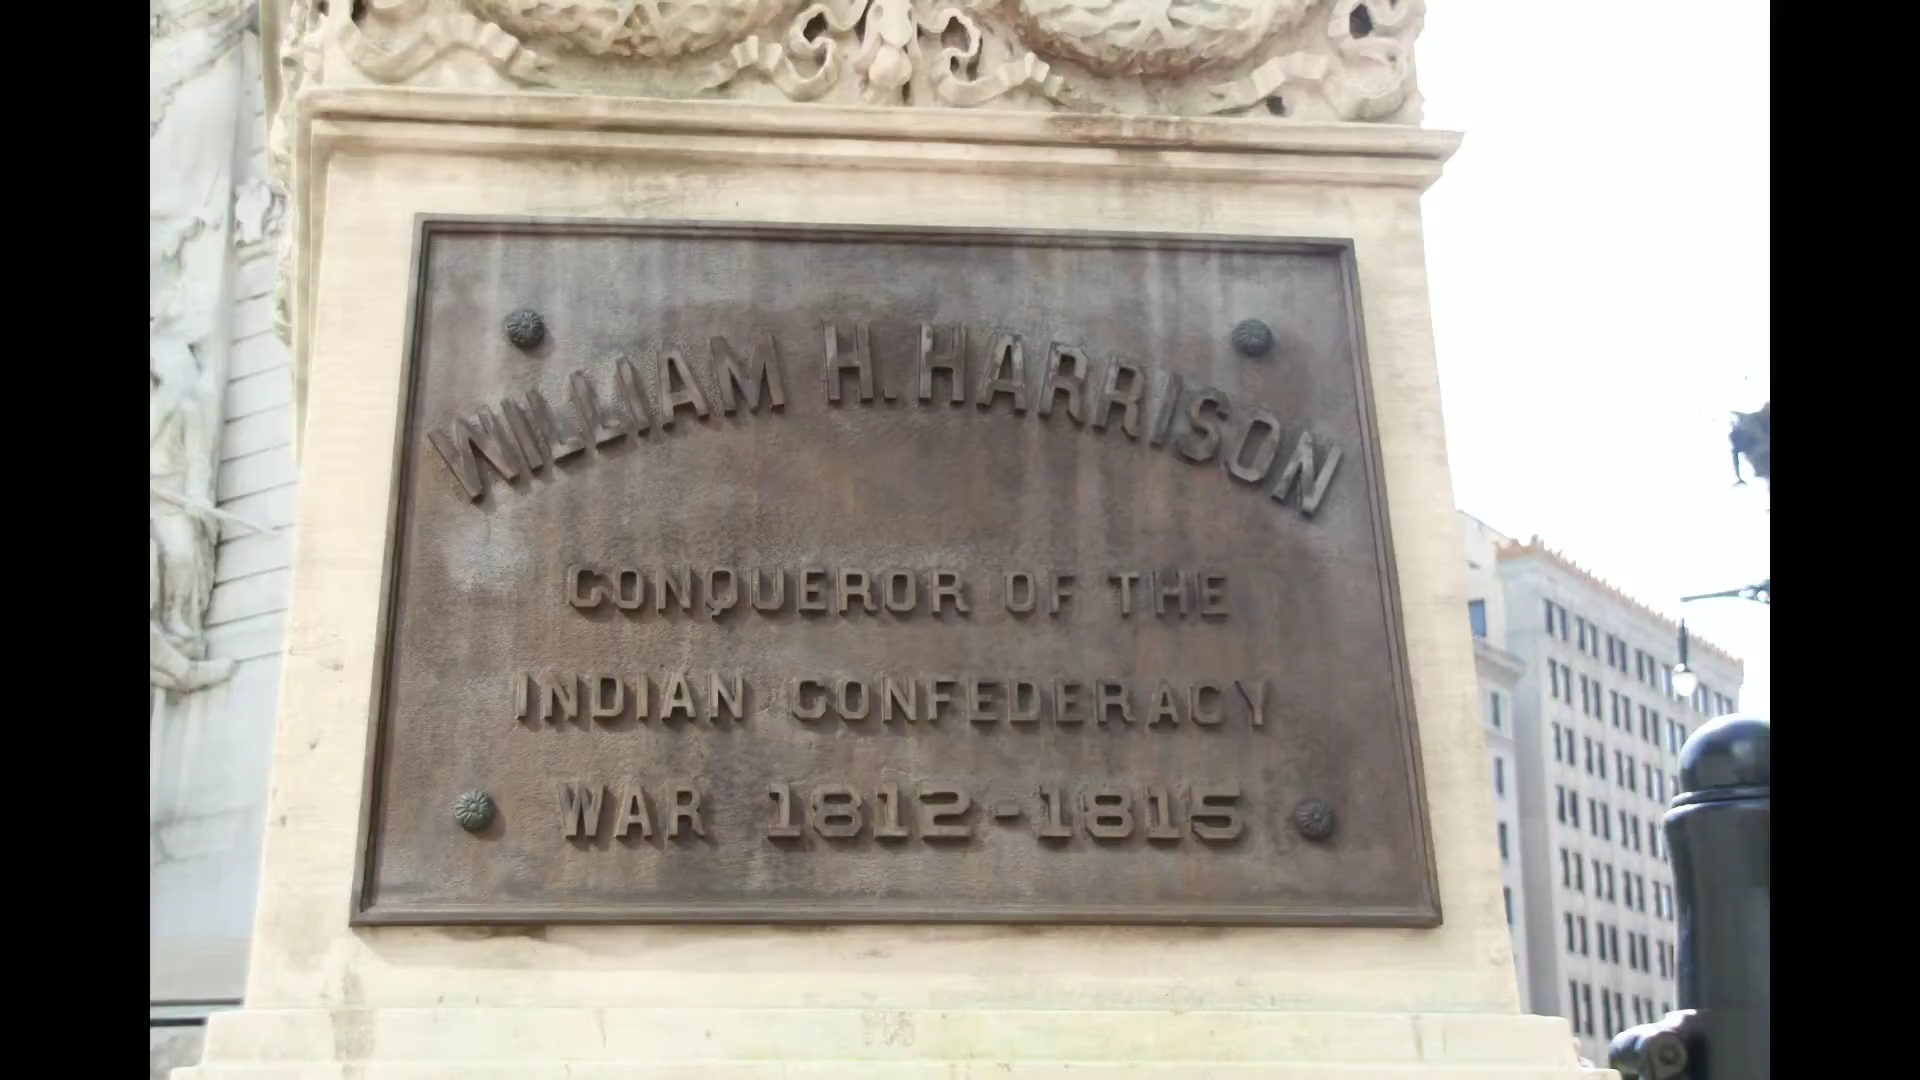 WILLIAM H. HARRISON
CONQUEROR OF THE
INDIAN CONFEDERACY
WAR 1812-1815